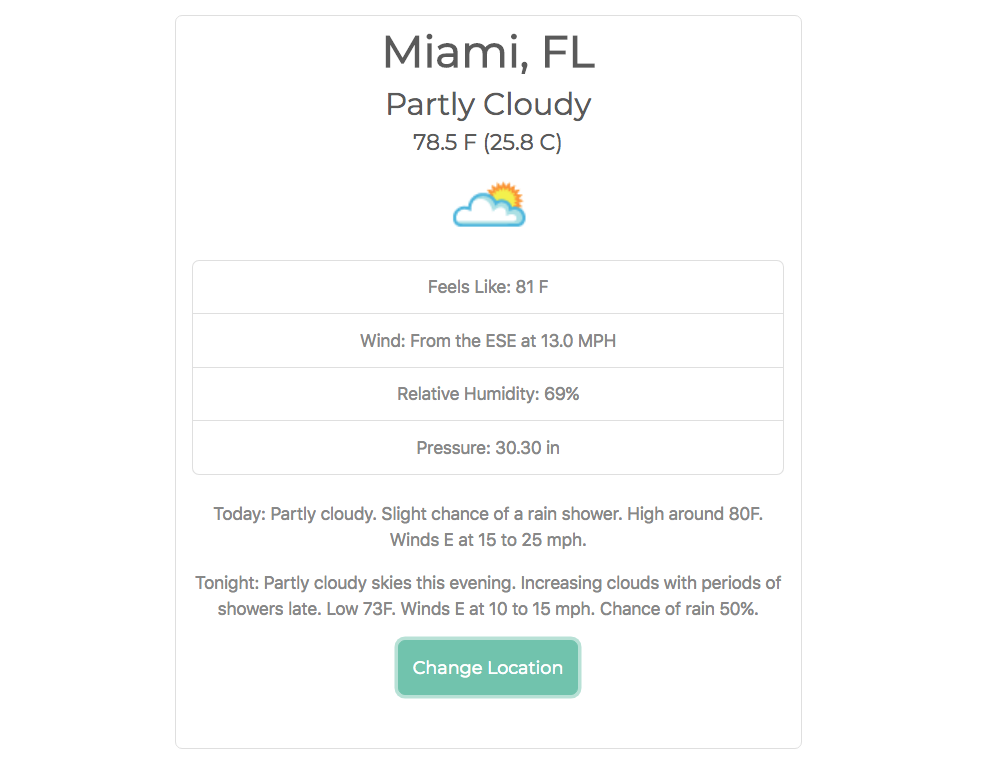 Miami, FL
Partly Cloudy
78.5 F (25.8 C)
Feels Like: 81 F
Wind: From the ESE at 13.0 MPH
Relative Humidity: 69%
Pressure: 30.30 in
Today: Partly cloudy. Slight chance of a rain shower. High around 80F.
Winds E at 15 to 25 mph.
Tonight: Partly cloudy skies this evening. Increasing clouds with periods of
showers late. Low 73F. Winds E at 10 to 15 mph. Chance of rain 50%.
Change Location